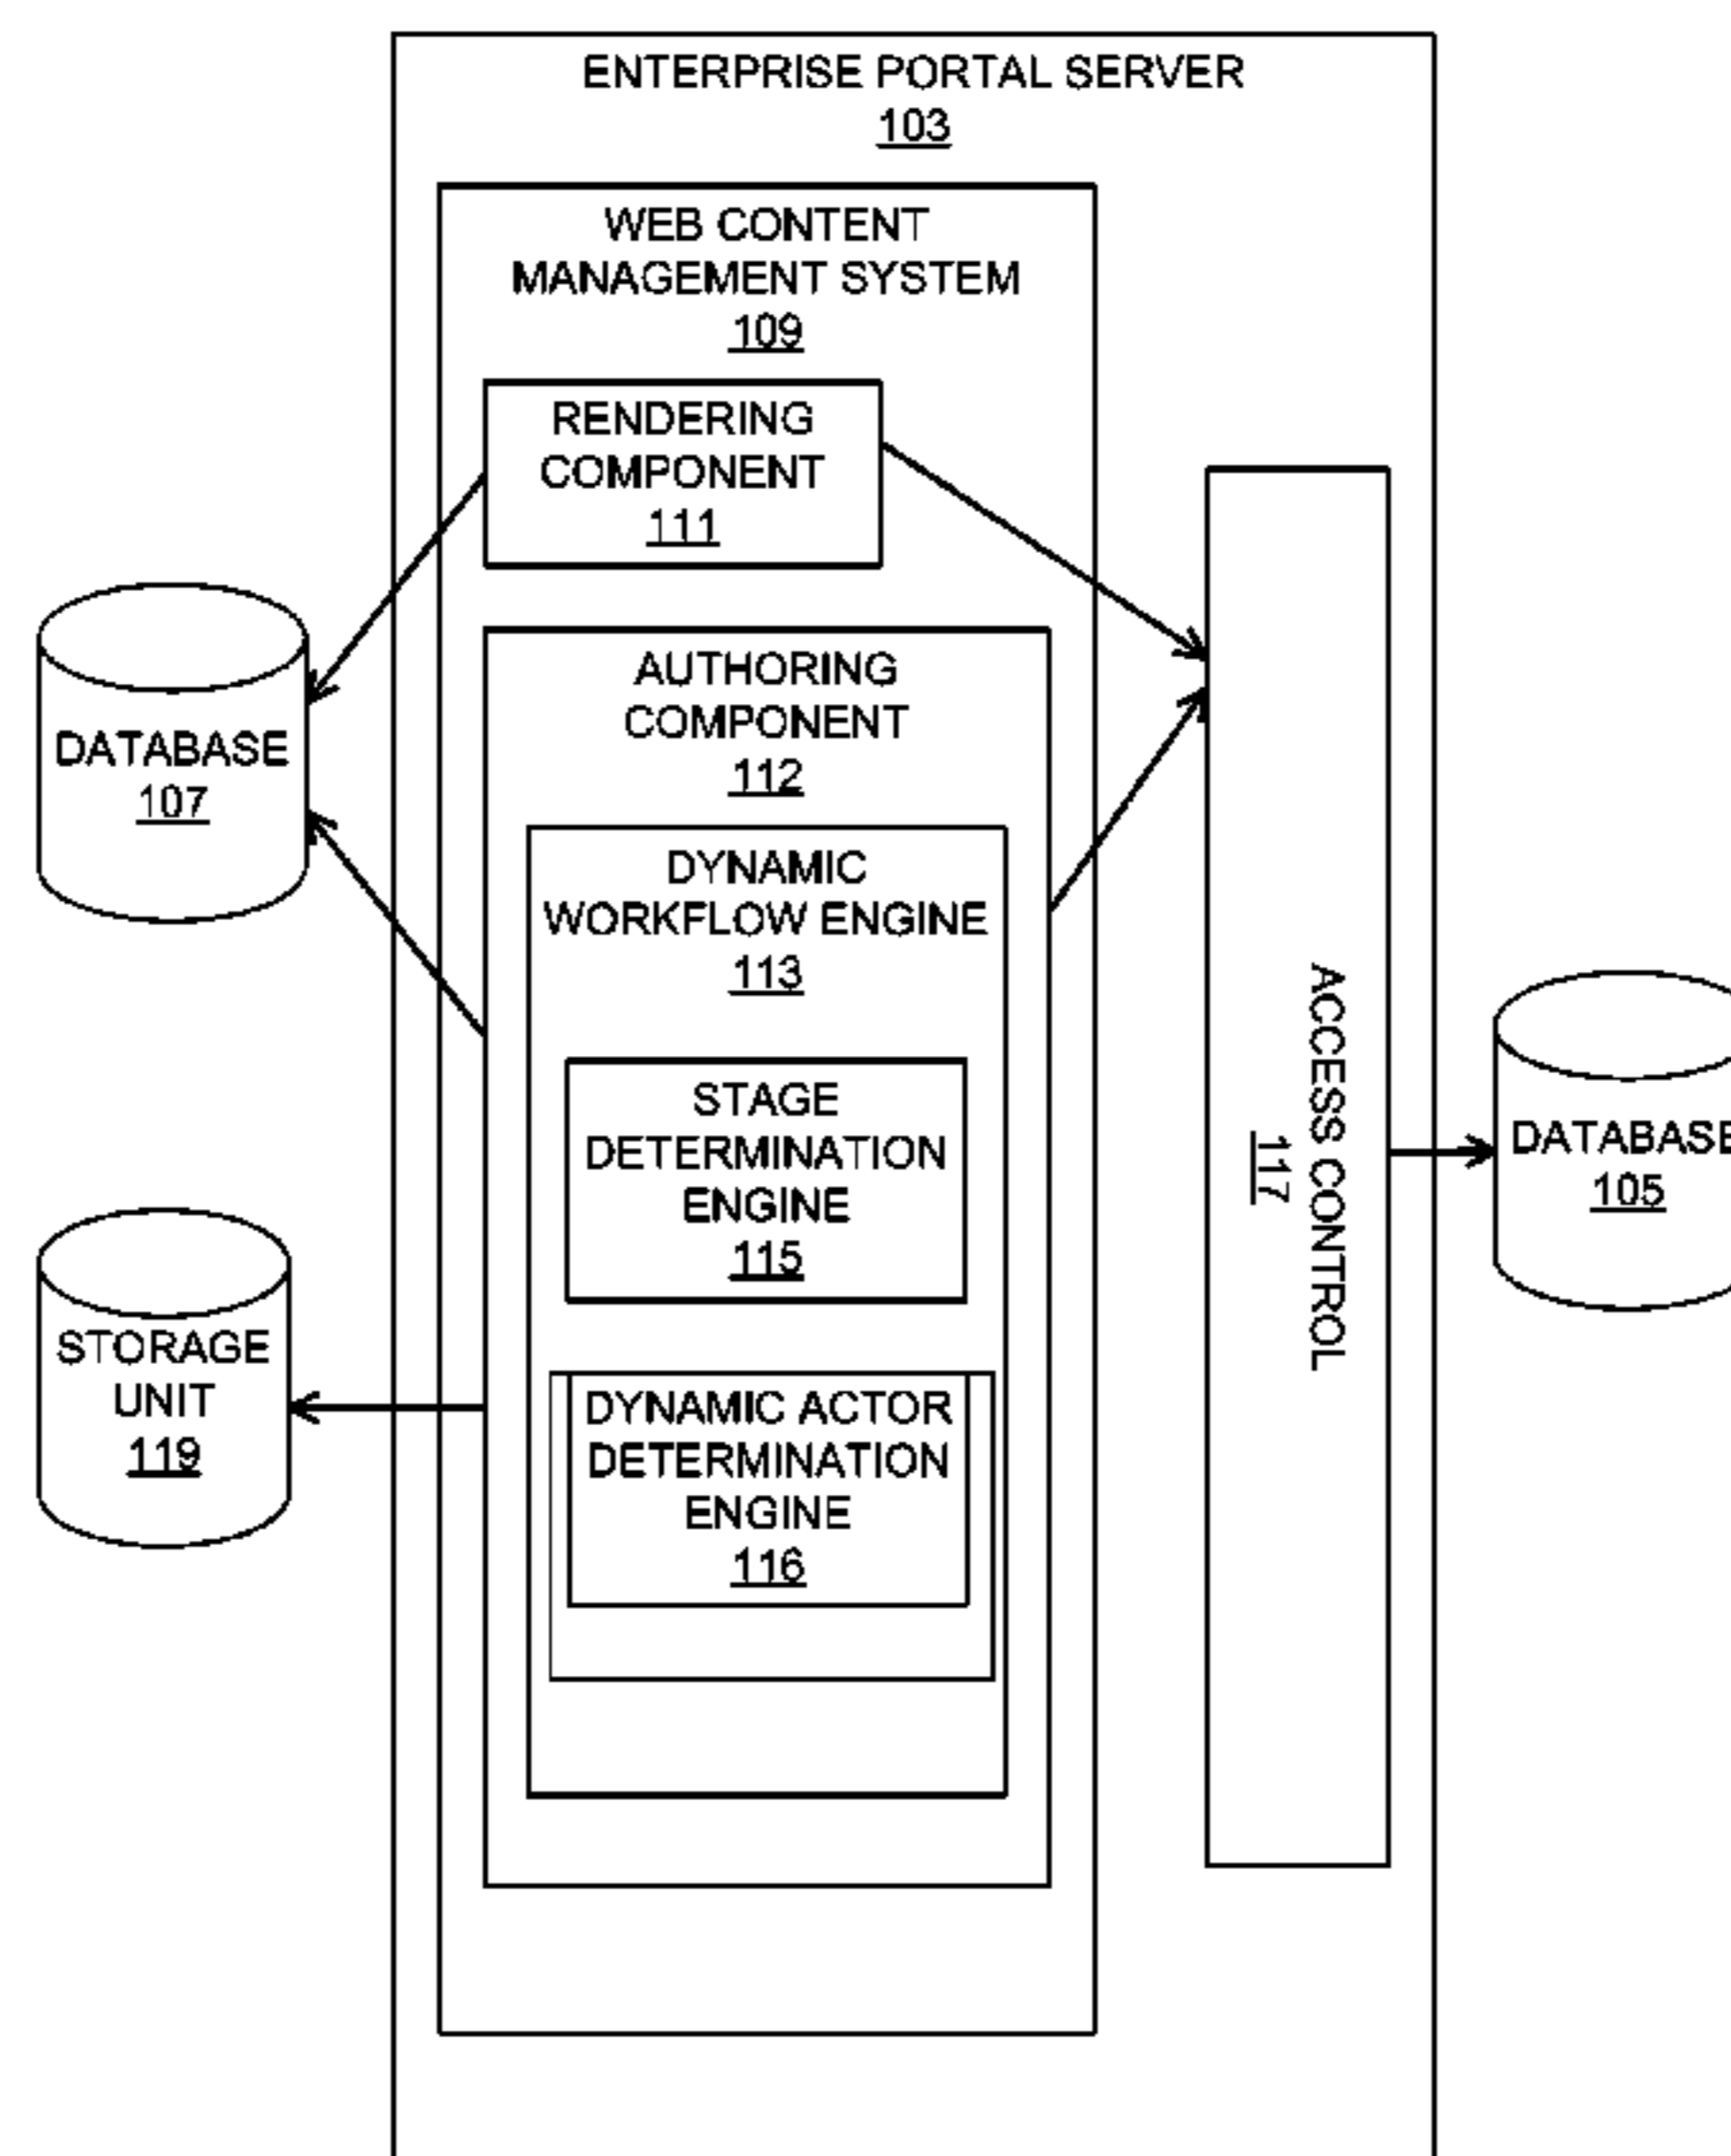 ENTERPRISE PORTAL SERVER
103
WEB CONTENT
MANAGEMENT SYSTEM
109
RENDERING
COMPONENT
111
AUTHORING
COMPONENT
112
DYNAMIC
WORKFLOW ENGINE
113
STAGE
DETERMINATION
ENGINE
115
DYNAMIC ACTOR
DETERMINATION
ENGINE
116
DATABASE
107
STORAGE
UNIT
119
ACCESS CONTROL
117
DATABASE
105